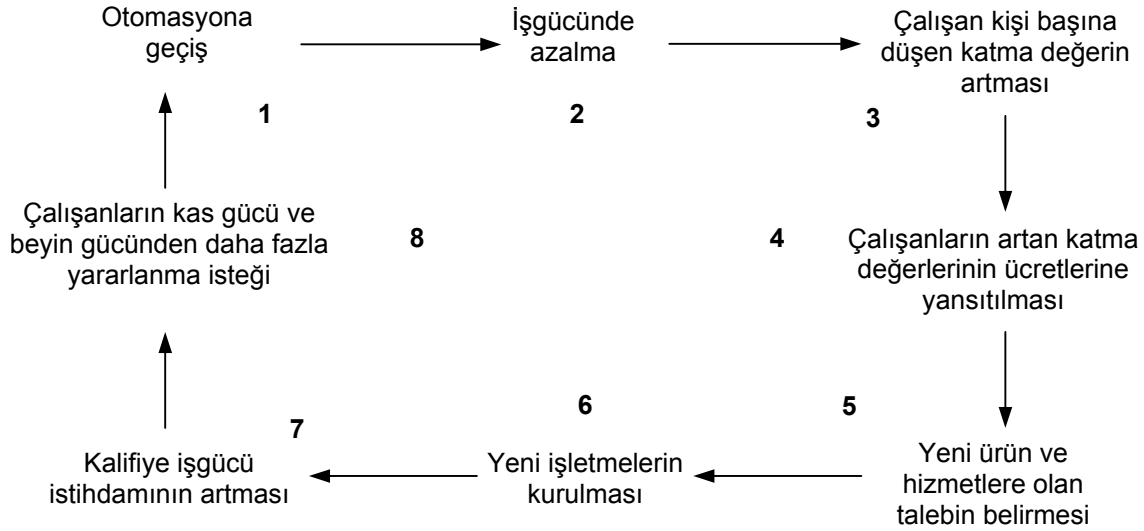 Otomasyona
geçiş
İşgücünde
azalma
Çalışan kişi başına
düşen katma değerin
artması
1
2
3
Çalışanların kas gücü ve
beyin gücünden daha fazla
yararlanma isteği
8
4
Çalışanların artan katma
değerlerinin ücretlerine
yansıtılması
7
6
5
Kalifiye işgücü
istihdamının artması
Yeni işletmelerin
kurulması
Yeni ürün ve
hizmetlere olan
talebin belirmesi